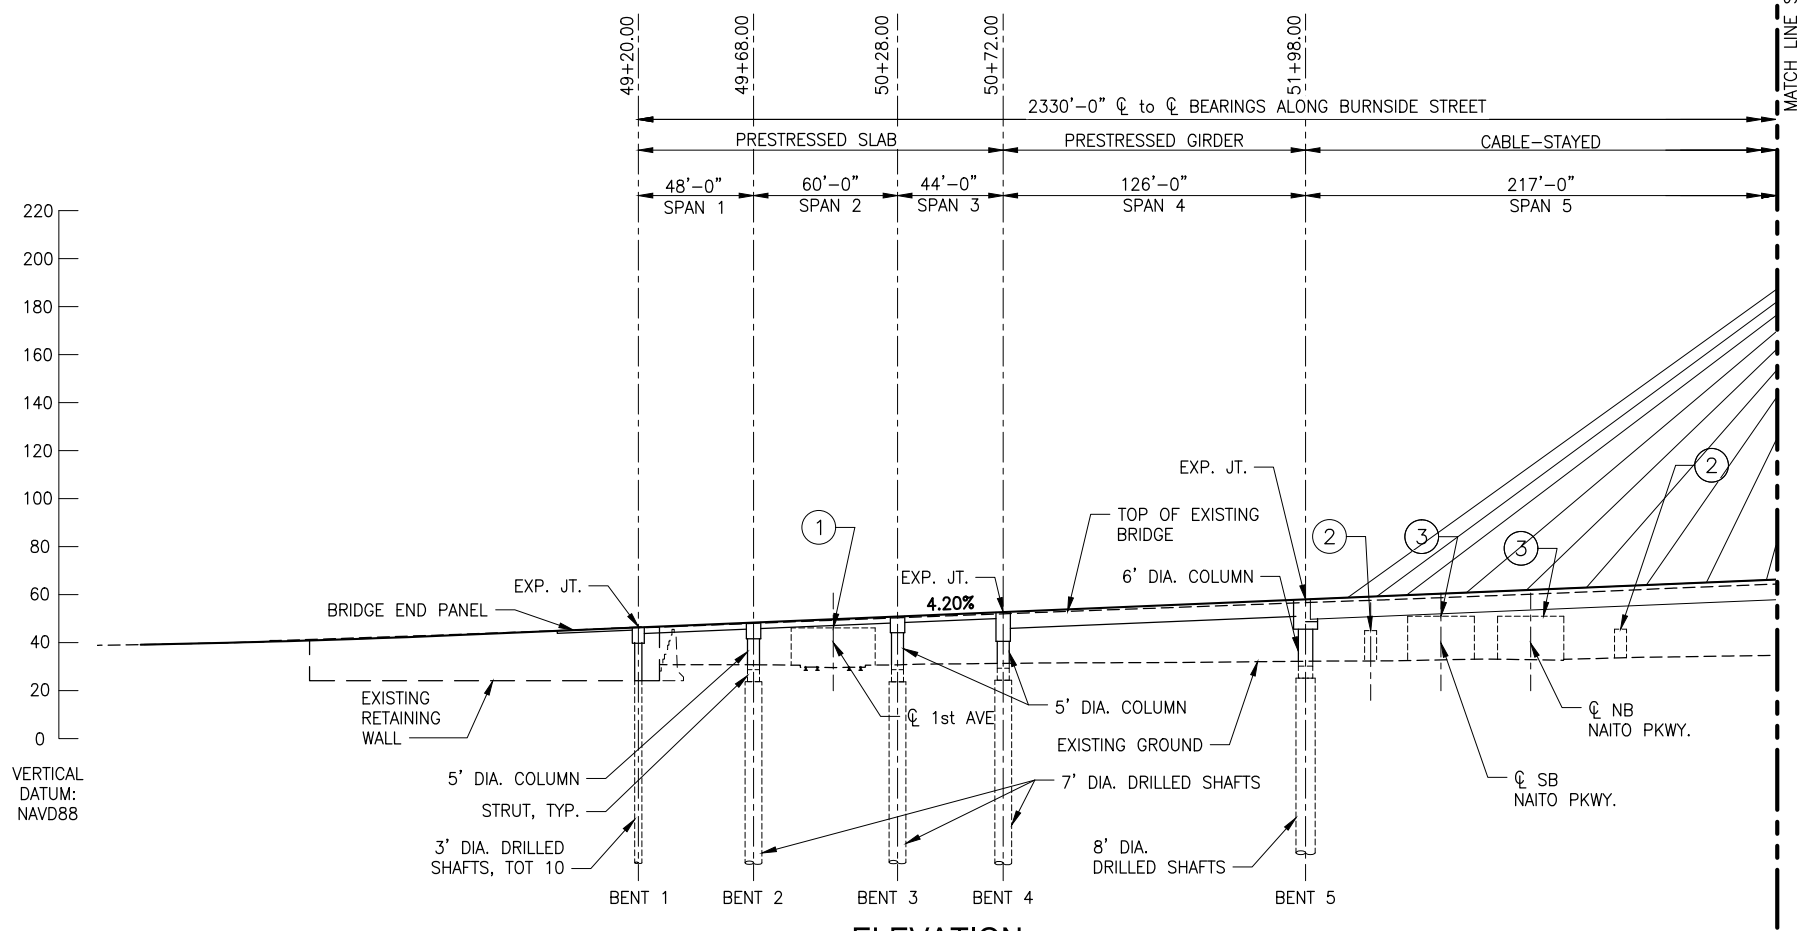 49+20.00
49+68.00
50+28.00
50+72.00
51+98.00
MATCH LINE
2330'-0" ℄ to ℄ BEARINGS ALONG BURNSIDE STREET
PRESTRESSED SLAB
PRESTRESSED GIRDER
CABLE-STAYED
48'-0"
SPAN 1
60'-0"
SPAN 2
44'-0"
SPAN 3
126'-0"
SPAN 4
217'-0"
SPAN 5
220
200
180
160
140
120
100
80
60
40
20
0
VERTICAL
DATUM:
NAVD88
EXP. JT.
2
TOP OF EXISTING
BRIDGE
1
2
3
3
EXP. JT.
EXP. JT.
6' DIA. COLUMN
4.20%
BRIDGE END PANEL
EXISTING
RETAINING
WALL
℄ 1st AVE
5' DIA. COLUMN
℄ NB
NAITO PKWY.
EXISTING GROUND
5' DIA. COLUMN
7' DIA. DRILLED SHAFTS
℄ SB
NAITO PKWY.
STRUT, TYP.
3' DIA. DRILLED
SHAFTS, TOT 10
8' DIA.
DRILLED SHAFTS
BENT 1
BENT 2
BENT 3
BENT 4
BENT 5
ELEVATION